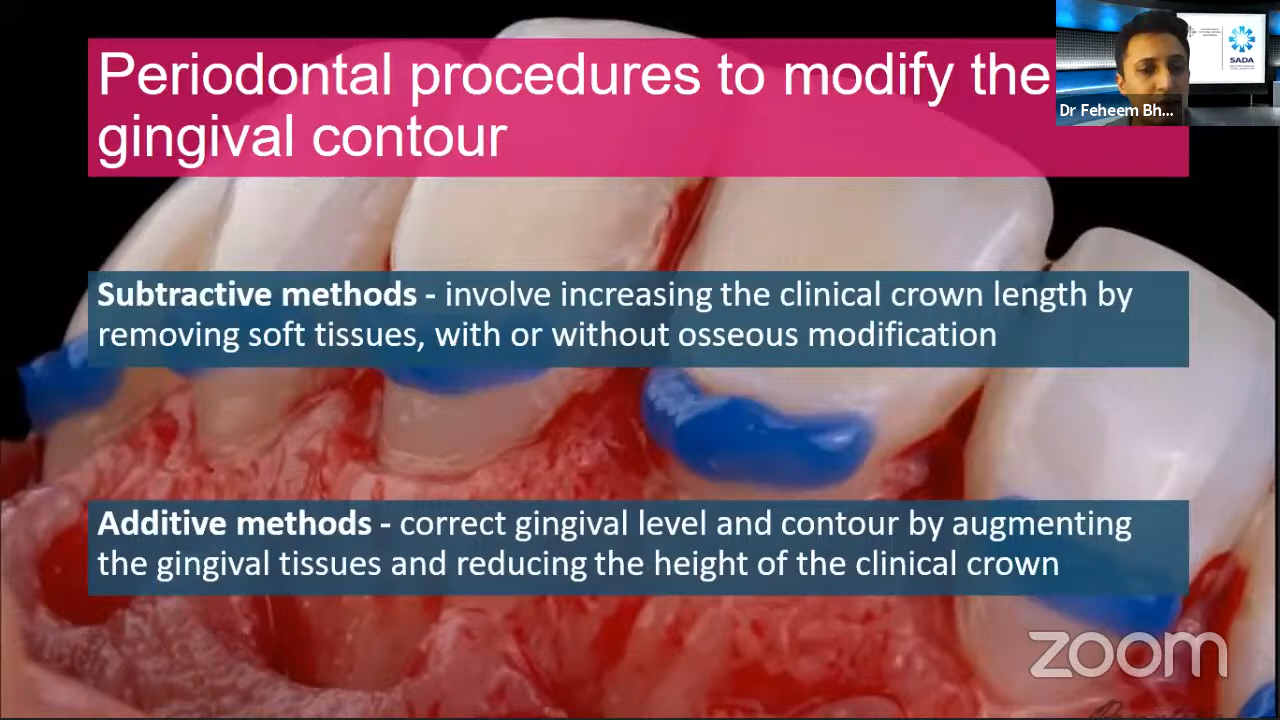 Periodontal procedures to modify the
gingival contour
SADA
Dr Feheem Bh...
Subtractive methods - involve increasing the clinical crown length by
removing soft tissues, with or without osseous modification
Additive methods - correct gingival level and contour by augmenting
the gingival tissues and reducing the height of the clinical crown
zoom